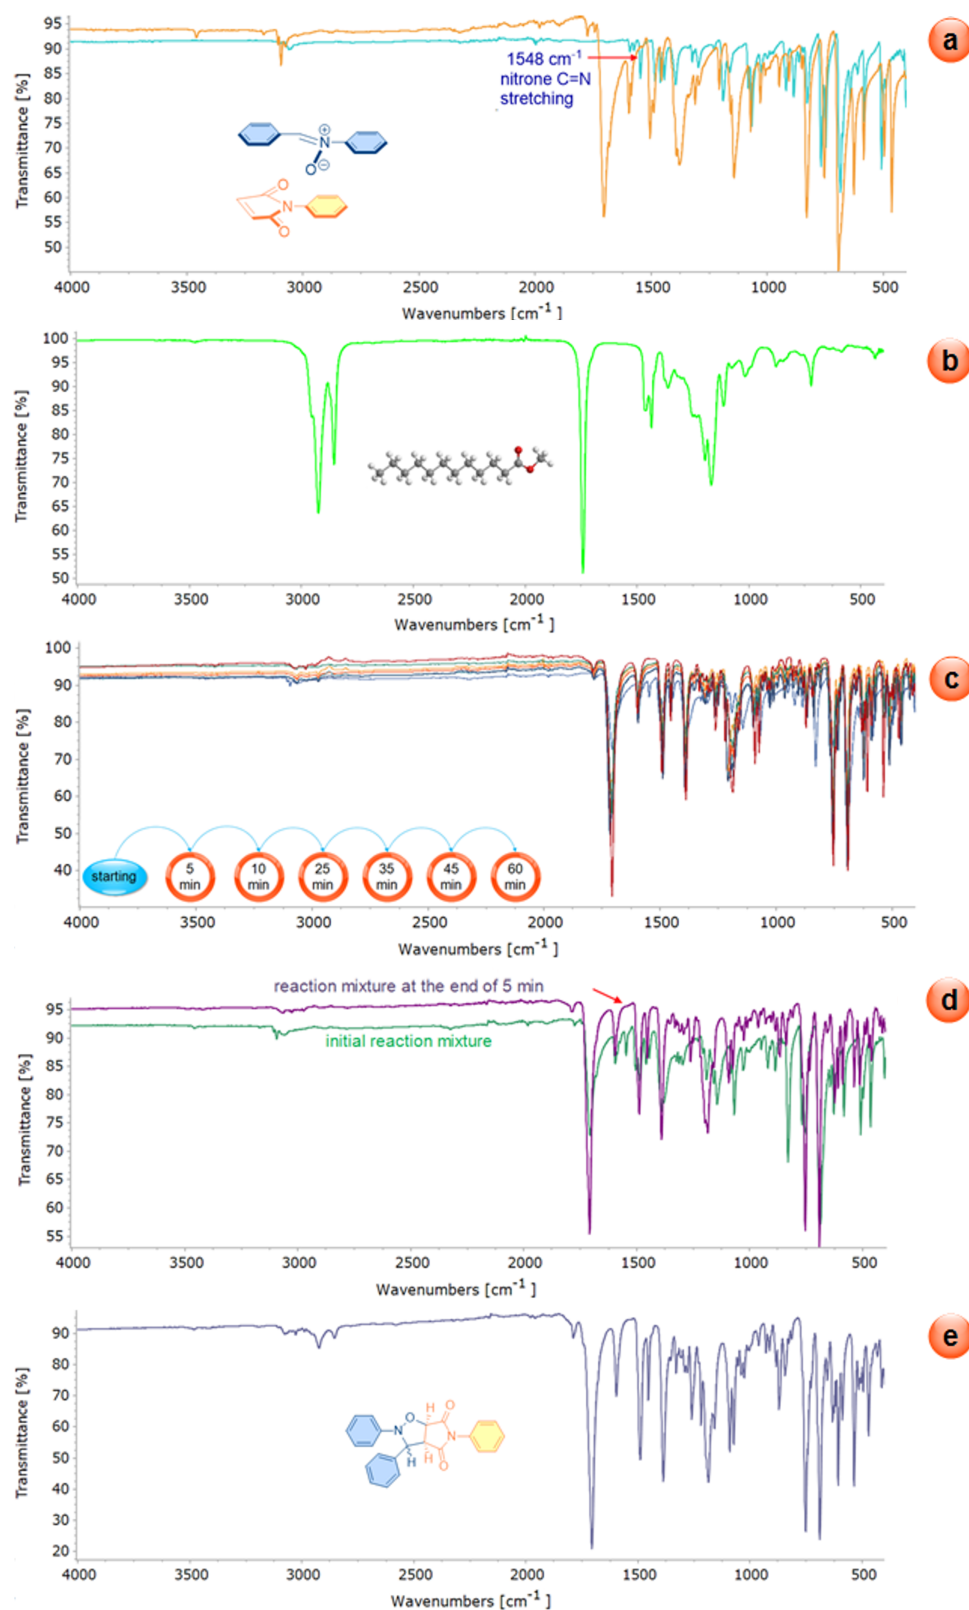 a
Transmittance [%]
95
90
85
80
75
70
65
60
55
50
1548 cm-1
nitrone C=N
stretching
N
+
O
−
O
N
O
4000 3500 3000 2500 2000 1500 1000 500
Wavenumbers [cm-1 ]
b
Transmittance [%]
100
95
90
85
80
75
70
65
60
55
50
4000 3500 3000 2500 2000 1500 1000 500
Wavenumbers [cm-1 ]
c
Transmittance [%]
100
90
80
70
60
50
40
starting
5 min
10 min
25 min
35 min
45 min
60 min
4000 3500 3000 2500 2000 1500 1000 500
Wavenumbers [cm-1 ]
d
reaction mixture at the end of 5 min
initial reaction mixture
Transmittance [%]
95
90
85
80
75
70
65
60
55
4000 3500 3000 2500 2000 1500 1000 500
Wavenumbers [cm-1 ]
e
Transmittance [%]
90
80
70
60
50
40
30
20
H
O
O
N
N
H
H
O
4000 3500 3000 2500 2000 1500 1000 500
Wavenumbers [cm-1 ]